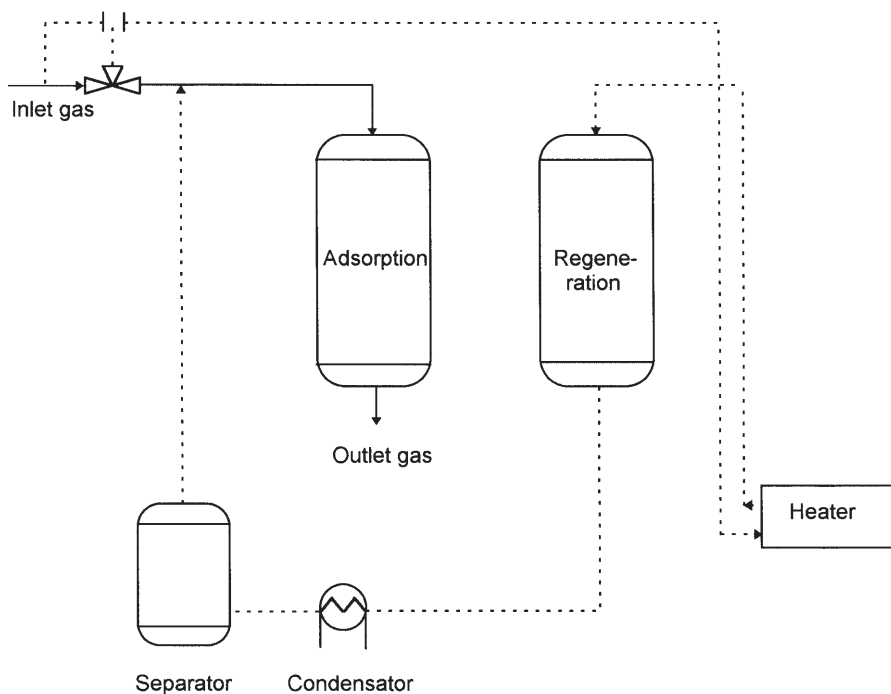 Inlet gas
Adsorption
Regene-
ration
Outlet gas
Heater
Separator
Condensator